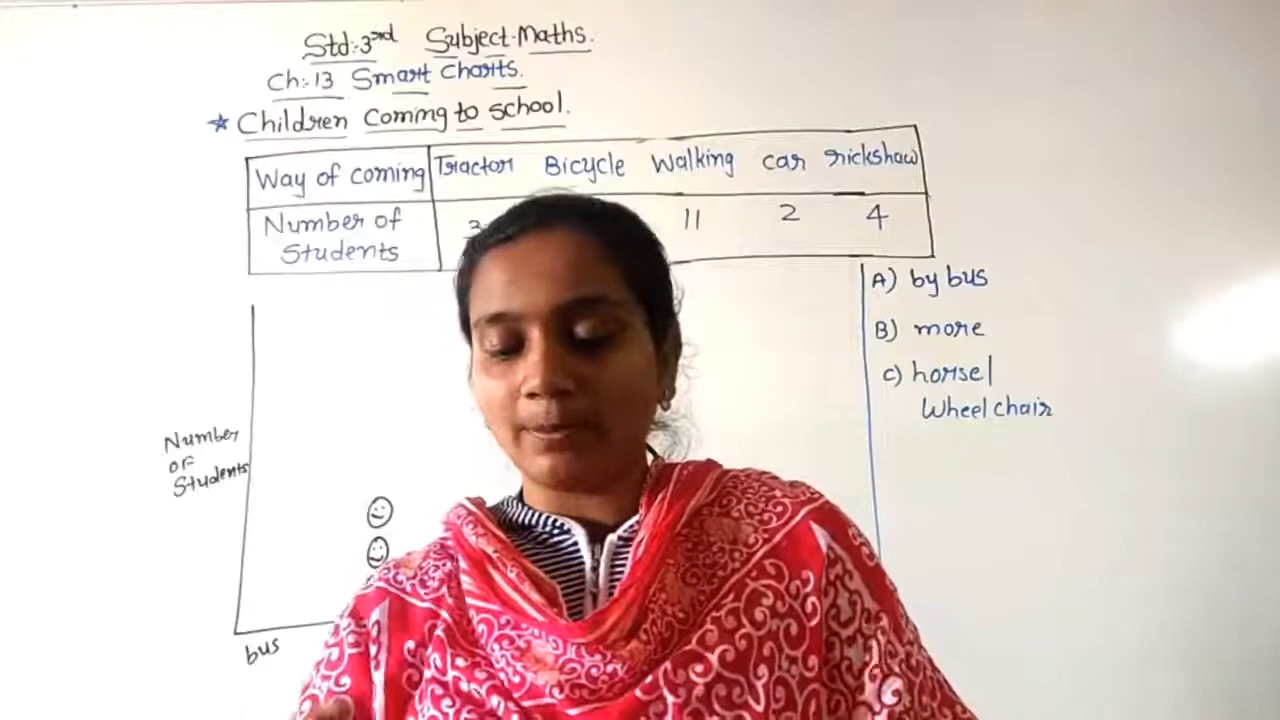 Std:-3rd Subject-Maths.
Ch:-13 Smart Charts.
★ Children Coming to school.
Way of coming Tractor Bicycle Walking car rickshaw
Number of Students 3 11 2 4
A) by bus
B) more
C) horse/
Wheel chair
Number
OF
Students
bus